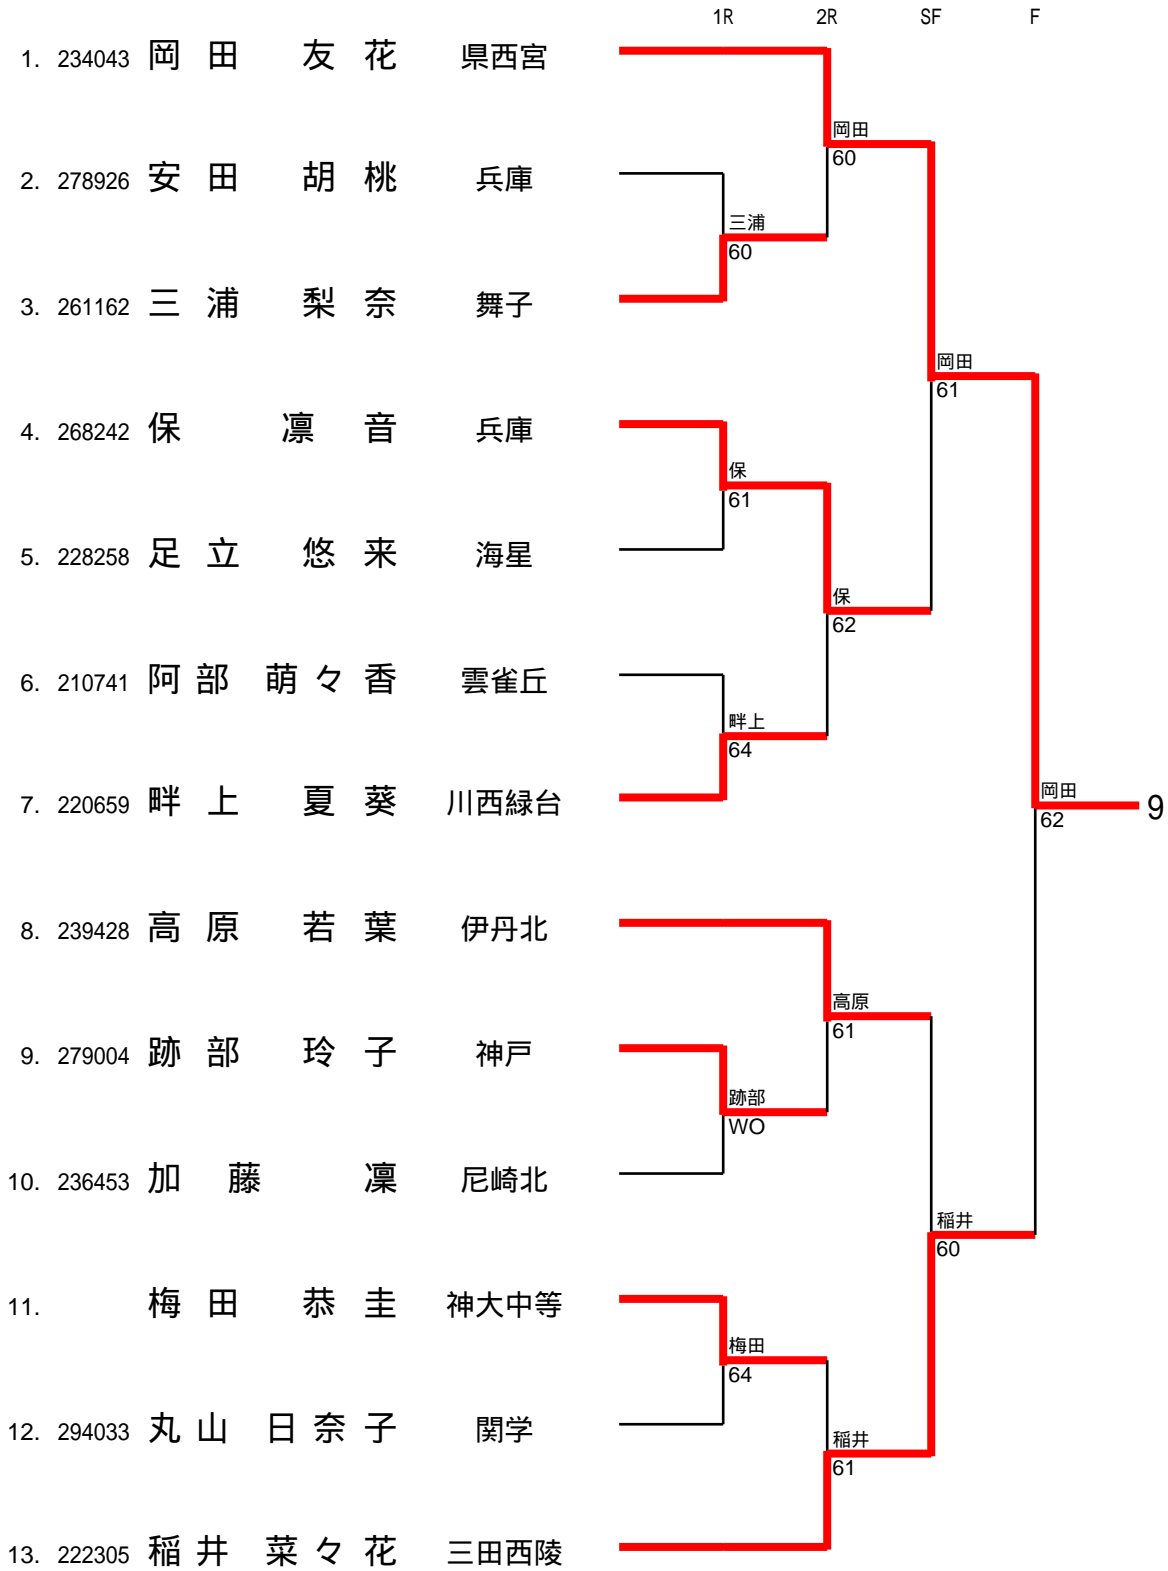 1R 2R SF F
1. 234043 岡田 友花 県西宮
岡田
60
2. 278926 安田 胡桃 兵庫
三浦
60
3. 261162 三浦 梨奈 舞子
岡田
61
4. 268242 保 凛音 兵庫
保
61
5. 228258 足立 悠来 海星
保
62
6. 210741 阿部 萌々香 雲雀丘
畔上
64
7. 220659 畔上 夏葵 川西緑台
岡田
62
9
8. 239428 高原 若葉 伊丹北
高原
61
9. 279004 跡部 玲子 神戸
跡部
WO
10. 236453 加藤 凜 尼崎北
稲井
60
11. 梅田 恭圭 神大中等
梅田
64
12. 294033 丸山 日奈子 関学
稲井
61
13. 222305 稲井 菜々花 三田西陵